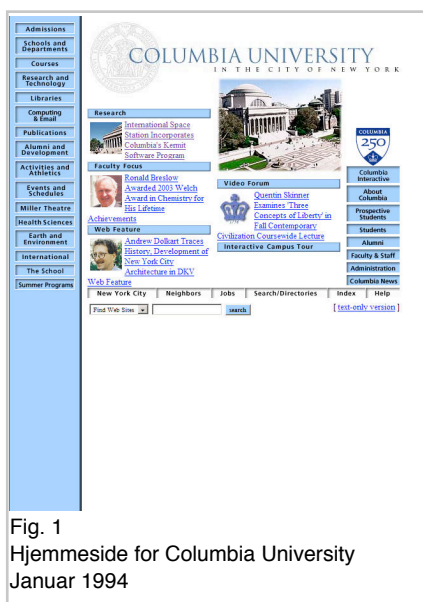 Admissions
Schools and
Departments
Courses
Research and
Technology
Libraries
Computing
& Email
Publications
Alumni and
Development
Activities and
Athletics
Events and
Schedules
Miller Theatre
Health Sciences
Earth and
Environment
International
The School
Summer Programs
COLUMBIA UNIVERSITY
IN THE CITY OF NEW YORK
Research
International Space
Station Incorporates
Columbia's Kermit
Software Program
Faculty Focus
Ronald Breslow
Awarded 2003 Welch
Award in Chemistry for
His Lifetime
Achievements
Web Feature
Andrew Dolkart Traces
History, Development of
New York City
Architecture in DKV
Web Feature
Video Forum
Quentin Skinner
Examines 'Three
Concepts of Liberty' in
Fall Contemporary
Civilization Coursewide Lecture
Interactive Campus Tour
COLUMBIA
250
Columbia
Interactive
About
Columbia
Prospective
Students
Students
Alumni
Faculty & Staff
Administration
Columbia News
New York City Neighbors Jobs Search/Directories Index Help
Find Web Sites search [ text-only version ]
Fig. 1
Hjemmeside for Columbia University
Januar 1994